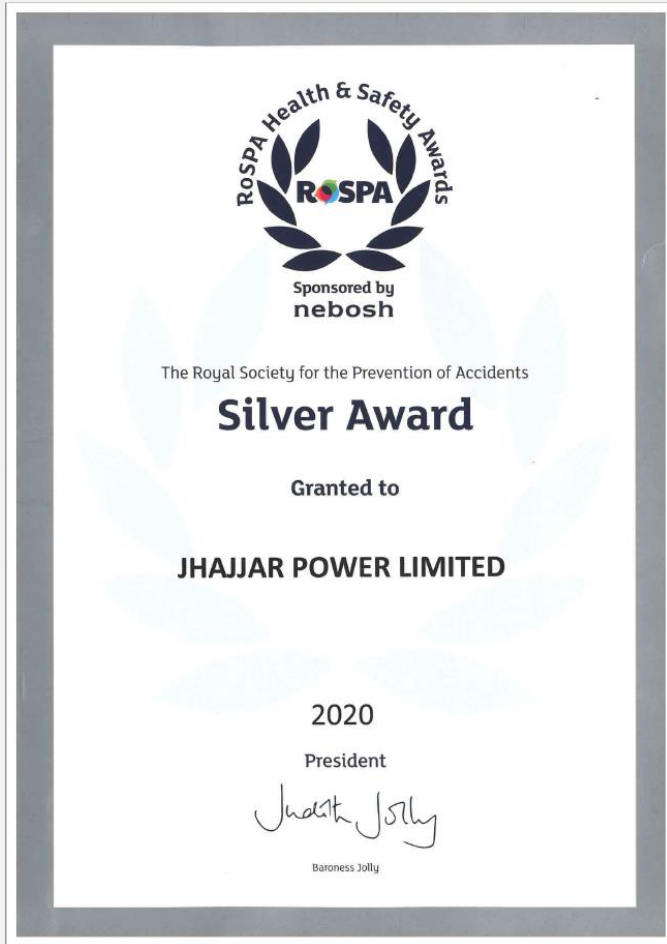 RoSPA Health & Safety Awards
RoSPA
Sponsored by
nebosh
The Royal Society for the Prevention of Accidents
Silver Award
Granted to
JHAJJAR POWER LIMITED
2020
President
Judith Jolly
Baroness Jolly